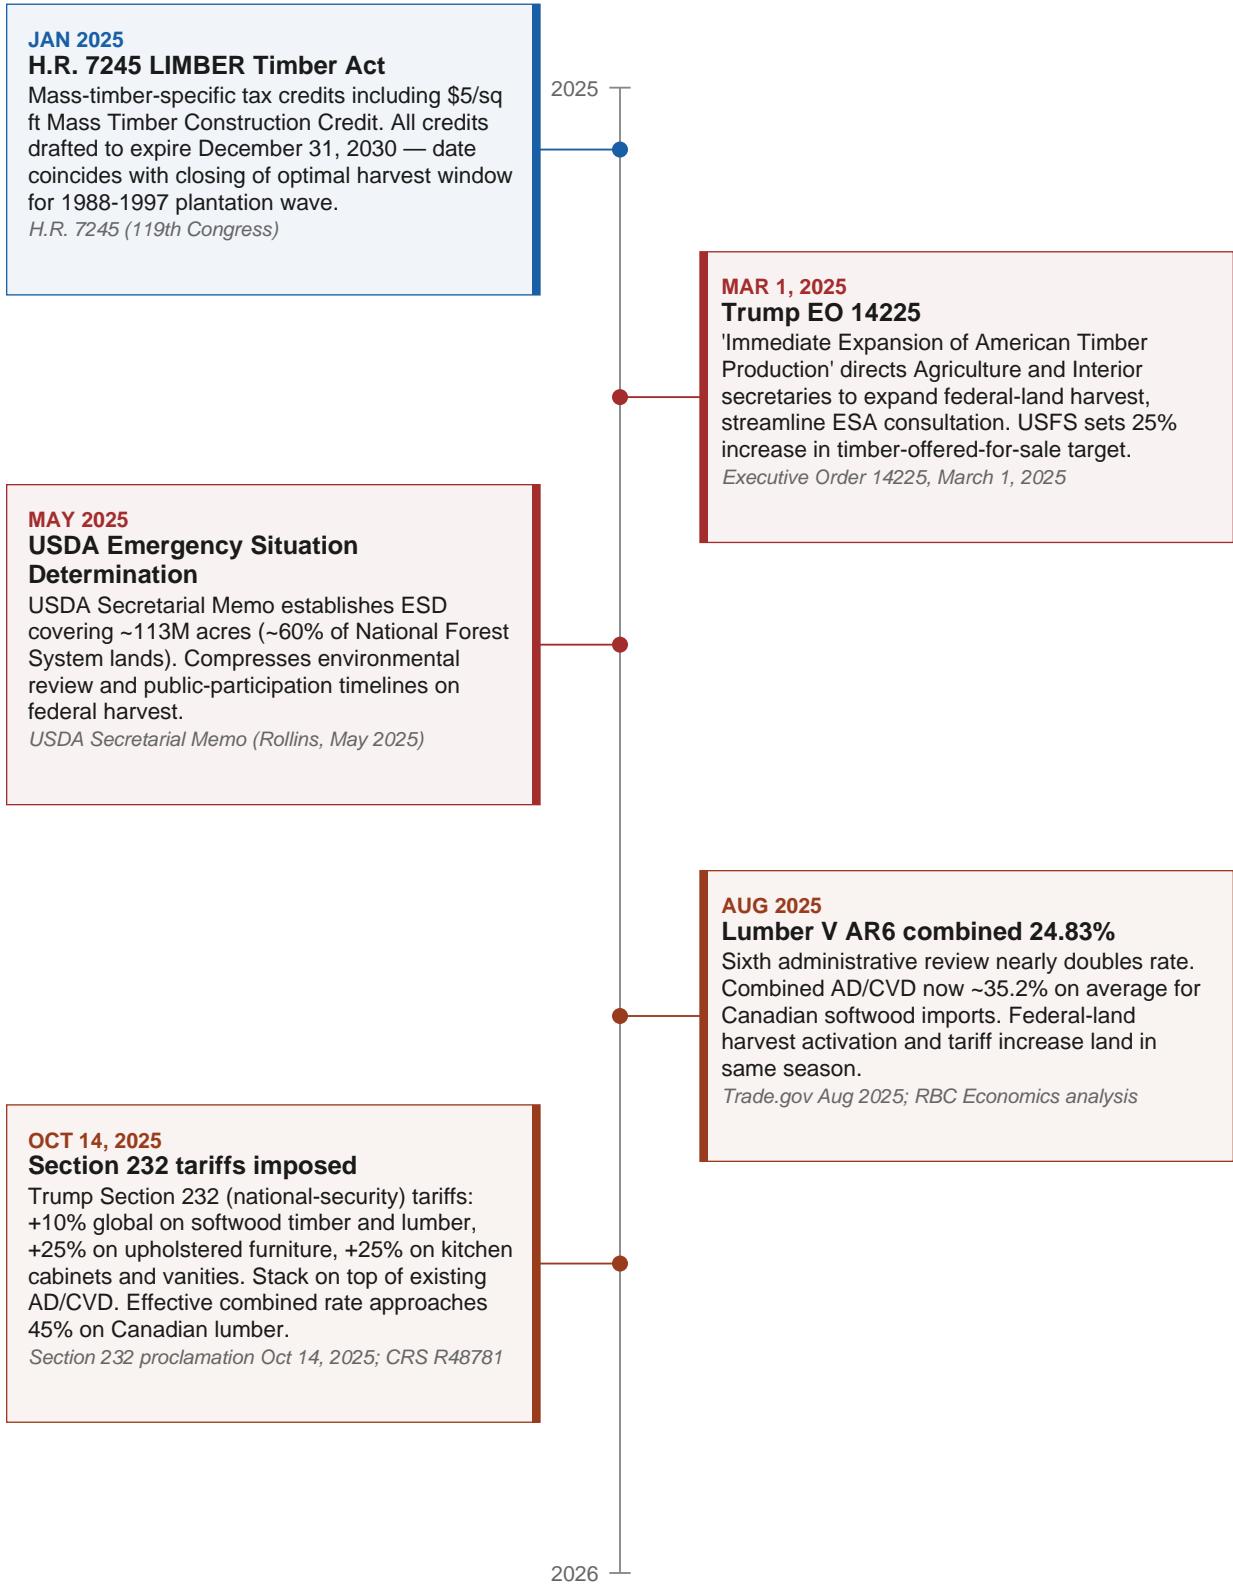 JAN 2025
H.R. 7245 LIMBER Timber Act
Mass-timber-specific tax credits including $5/sq
ft Mass Timber Construction Credit. All credits
drafted to expire December 31, 2030 — date
coincides with closing of optimal harvest window
for 1988-1997 plantation wave.
H.R. 7245 (119th Congress)
2025
MAR 1, 2025
Trump EO 14225
'Immediate Expansion of American Timber
Production' directs Agriculture and Interior
secretaries to expand federal-land harvest,
streamline ESA consultation. USFS sets 25%
increase in timber-offered-for-sale target.
Executive Order 14225, March 1, 2025
MAY 2025
USDA Emergency Situation
Determination
USDA Secretarial Memo establishes ESD
covering ~113M acres (~60% of National Forest
System lands). Compresses environmental
review and public-participation timelines on
federal harvest.
USDA Secretarial Memo (Rollins, May 2025)
AUG 2025
Lumber V AR6 combined 24.83%
Sixth administrative review nearly doubles rate.
Combined AD/CVD now ~35.2% on average for
Canadian softwood imports. Federal-land
harvest activation and tariff increase land in
same season.
Trade.gov Aug 2025; RBC Economics analysis
OCT 14, 2025
Section 232 tariffs imposed
Trump Section 232 (national-security) tariffs:
+10% global on softwood timber and lumber,
+25% on upholstered furniture, +25% on kitchen
cabinets and vanities. Stack on top of existing
AD/CVD. Effective combined rate approaches
45% on Canadian lumber.
Section 232 proclamation Oct 14, 2025; CRS R48781
2026